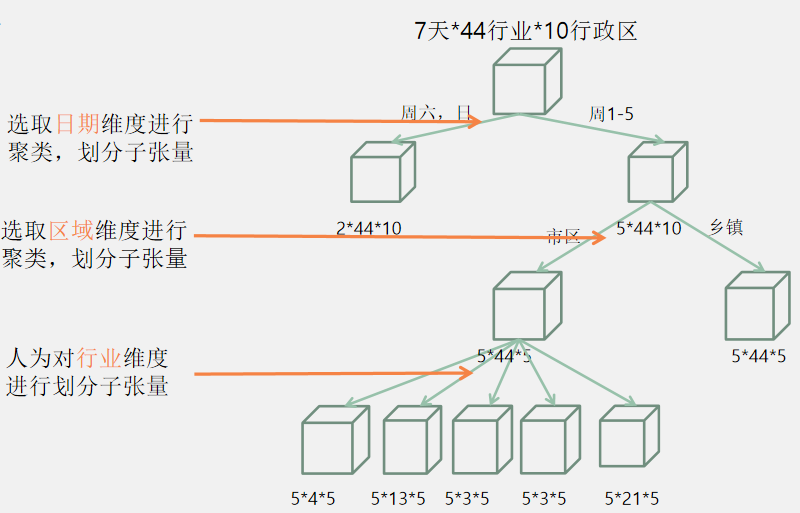 7天*44行业*10行政区
周六，日
周1-5
选取日期维度进行
聚类，划分子张量
2*44*10
5*44*10
选取区域维度进行
聚类，划分子张量
市区
乡镇
5*44*5
5*44*5
人为对行业维度
进行划分子张量
5*4*5
5*13*5
5*3*5
5*3*5
5*21*5